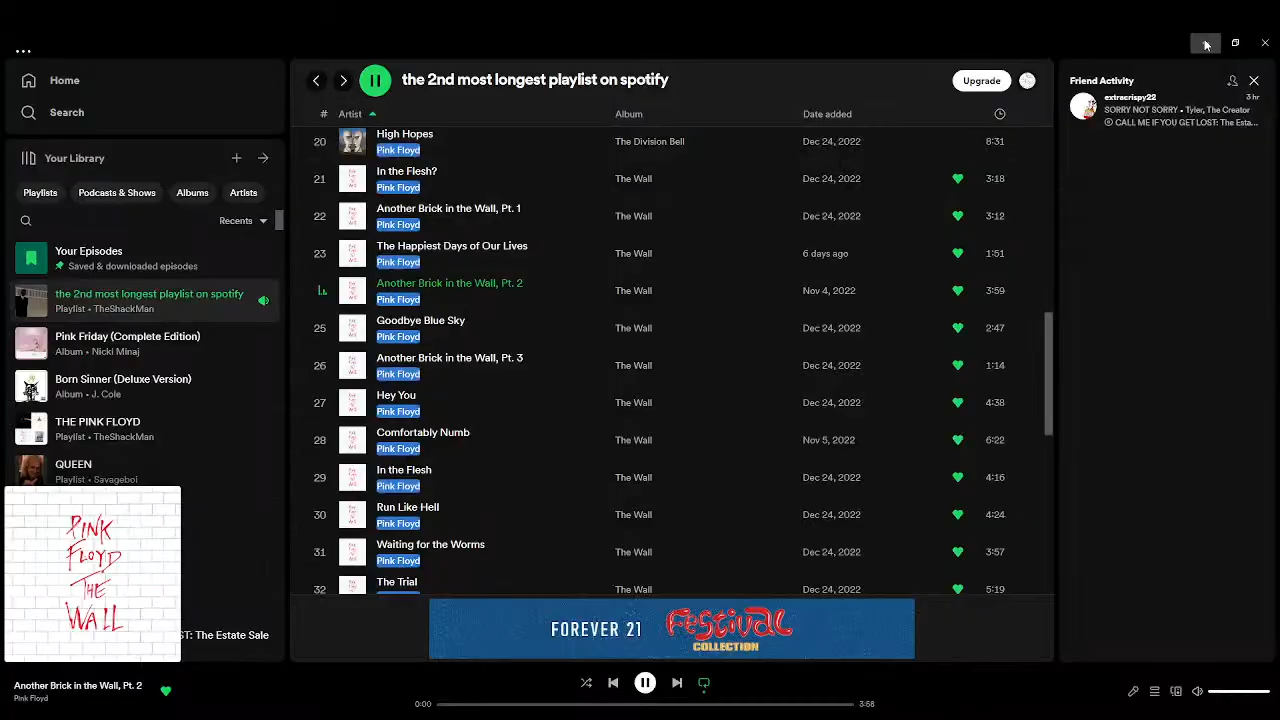 Home
Search
Your Library
Playlists
Podcasts & Shows
Albums
Artists
Recents
Your Episodes
Saved & downloaded episodes
the 2nd most longest playlist on spotify
Playlist • TheShackMan
Pink Friday (Complete Edition)
Album • Nicki Minaj
Born Sinner (Deluxe Version)
Album • J. Cole
THE PINK FLOYD
Playlist • TheShackMan
QUEEN
Playlist • Savageboi
PINK
FLOYD
THE
WALL
ST: The Estate Sale
the 2nd most longest playlist on spotify
Upgrade
# Artist Album Date added
20 High Hopes The Division Bell Dec 24, 2022 8:31
Pink Floyd
21 In the Flesh? The Wall Dec 24, 2022 3:18
Pink Floyd
22 Another Brick in the Wall, Pt. 1 The Wall Dec 24, 2022 3:12
Pink Floyd
23 The Happiest Days of Our Lives The Wall 6 days ago 1:51
Pink Floyd
Another Brick in the Wall, Pt. 2 The Wall Nov 4, 2022 3:59
Pink Floyd
25 Goodbye Blue Sky The Wall Dec 24, 2022 2:47
Pink Floyd
26 Another Brick in the Wall, Pt. 3 The Wall Dec 24, 2022 1:14
Pink Floyd
27 Hey You The Wall Dec 24, 2022 4:38
Pink Floyd
28 Comfortably Numb The Wall Nov 5, 2022 6:22
Pink Floyd
29 In the Flesh The Wall Dec 24, 2022 4:16
Pink Floyd
30 Run Like Hell The Wall Dec 24, 2022 4:24
Pink Floyd
31 Waiting for the Worms The Wall Dec 24, 2022 3:57
Pink Floyd
32 The Trial The Wall Dec 24, 2022 5:19
FOREVER 21 Festival
COLLECTION
Friend Activity
extracrispy22 3 hr
SORRY NOT SORRY • Tyler, The Creator
CALL ME IF YOU GET LOST: The Esta...
Another Brick in the Wall, Pt. 2
Pink Floyd
0:00 3:58